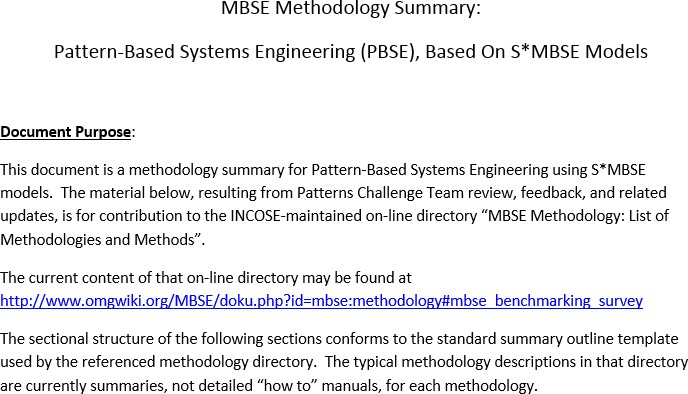 MBSE Methodology Summary:
Pattern-Based Systems Engineering (PBSE), Based On S*MBSE Models
Document Purpose:
This document is a methodology summary for Pattern-Based Systems Engineering using S*MBSE
models.  The material below, resulting from Patterns Challenge Team review, feedback, and related
updates, is for contribution to the INCOSE-maintained on-line directory “MBSE Methodology: List of
Methodologies and Methods”.
The current content of that on-line directory may be found at
http://www.omgwiki.org/MBSE/doku.php?id=mbse:methodology#mbse_benchmarking_survey
The sectional structure of the following sections conforms to the standard summary outline template
used by the referenced methodology directory.  The typical methodology descriptions in that directory
are currently summaries, not detailed “how to” manuals, for each methodology.